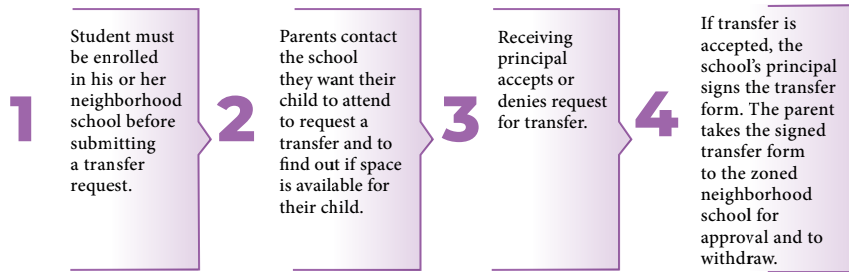 1
Student must
be enrolled
in his or her
neighborhood
school before
submitting
a transfer
request.
2
Parents contact
the school
they want their
child to attend
to request a
transfer and to
find out if space
is available for
their child.
3
Receiving
principal
accepts or
denies request
for transfer.
4
If transfer is
accepted, the
school’s principal
signs the transfer
form. The parent
takes the signed
transfer form
to the zoned
neighborhood
school for
approval and to
withdraw.